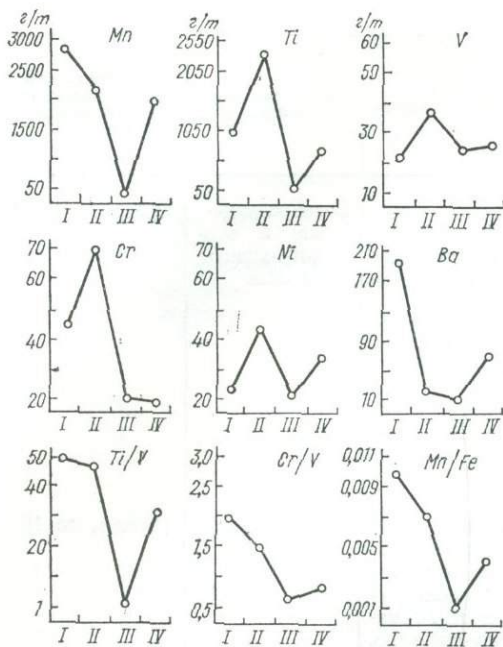 г/т Mn
3000
2500
1500
50
I II III IV
г/т Ti
2550
2050
1050
50
I II III IV
г/т V
60
50
30
10
I II III IV
Cr
70
40
20
I II III IV
Ni
70
40
20
I II III IV
Ba
210
170
90
10
I II III IV
Ti/V
50
40
20
1
I II III IV
Cr/V
3,0
2,5
1,5
0,5
I II III IV
Mn/Fe
0,011
0,005
0,001
I II III IV